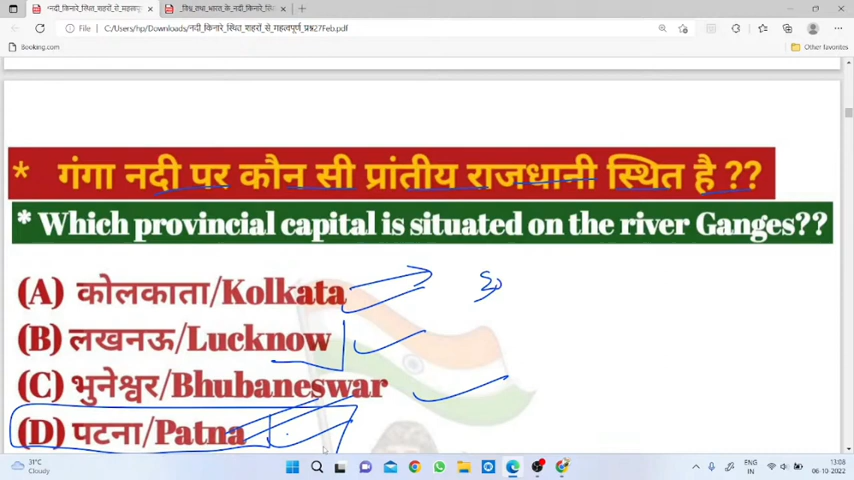 *नदी_किनारे_स्थित_शहरों_से_महत्वपू
_विश्व_तथा_भारत_के_नदी_किनारे_स्थि
File
C:/Users/hp/Downloads/नदी_किनारे_स्थित_शहरों_से_महत्वपूर्ण_प्रश्न27Feb.pdf
Booking.com
Other favorites
* गंगा नदी पर कौन सी प्रांतीय राजधानी स्थित है ??
* Which provincial capital is situated on the river Ganges??
(A) कोलकाता/Kolkata
(B) लखनऊ/Lucknow
(C) भुनेश्वर/Bhubaneswar
(D) पटना/Patna
31°C
Cloudy
ENG
IN
13:08
06-10-2022